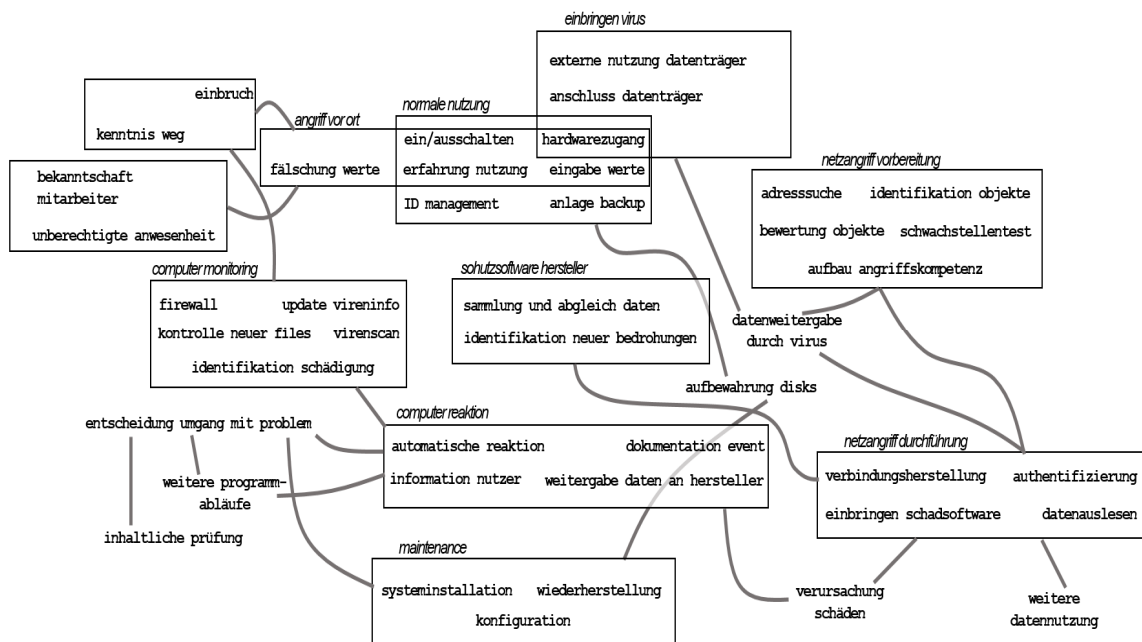 einbringen virus
externe nutzung datenträger
anschluss datenträger
einbruch
kenntnis weg
angriff vor ort
normale nutzung
ein/ausschalten
hardwarezugang
fälschung werte
erfahrung nutzung
eingabe werte
ID management
anlage backup
netzangriff vorbereitung
adresssuche
identifikation objekte
bewertung objekte
schwachstellentest
aufbau angriffskompetenz
bekanntschaft
mitarbeiter
unberechtigte anwesenheit
computer monitoring
firewall
update vireninfo
kontrolle neuer files
virenscan
identifikation schädigung
sohutzsoftware hersteller
sammlung und abgleich daten
identifikation neuer bedrohungen
datenweitergabe
durch virus
aufbewahrung disks
entscheidung umgang mit problem
computer reaktion
automatische reaktion
dokumentation event
information nutzer
weitergabe daten an hersteller
weitere programm-
abläufe
inhaltliche prüfung
netzangriff durchführung
verbindungsherstellung
authentifizierung
einbringen schadsoftware
datenauslesen
maintenance
systeminstallation
wiederherstellung
konfiguration
verursachung
schäden
weitere
datennutzung